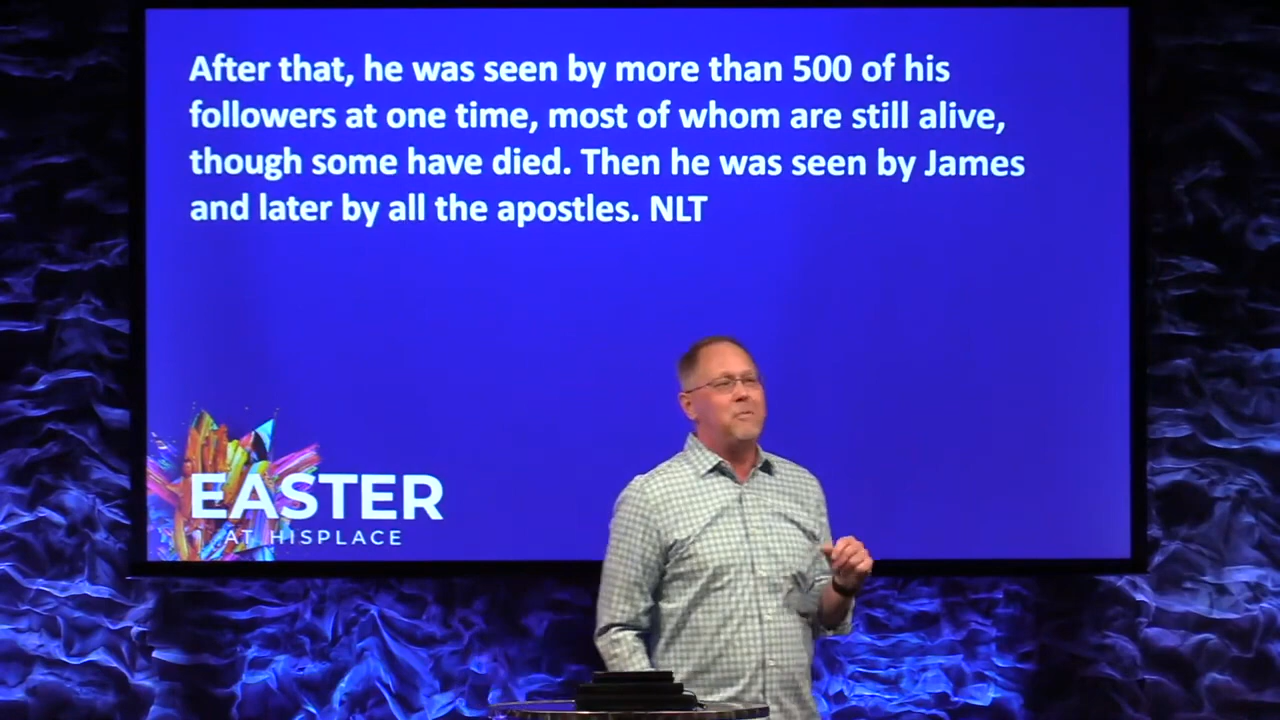 After that, he was seen by more than 500 of his
followers at one time, most of whom are still alive,
though some have died. Then he was seen by James
and later by all the apostles. NLT
EASTER
AT HISPLACE